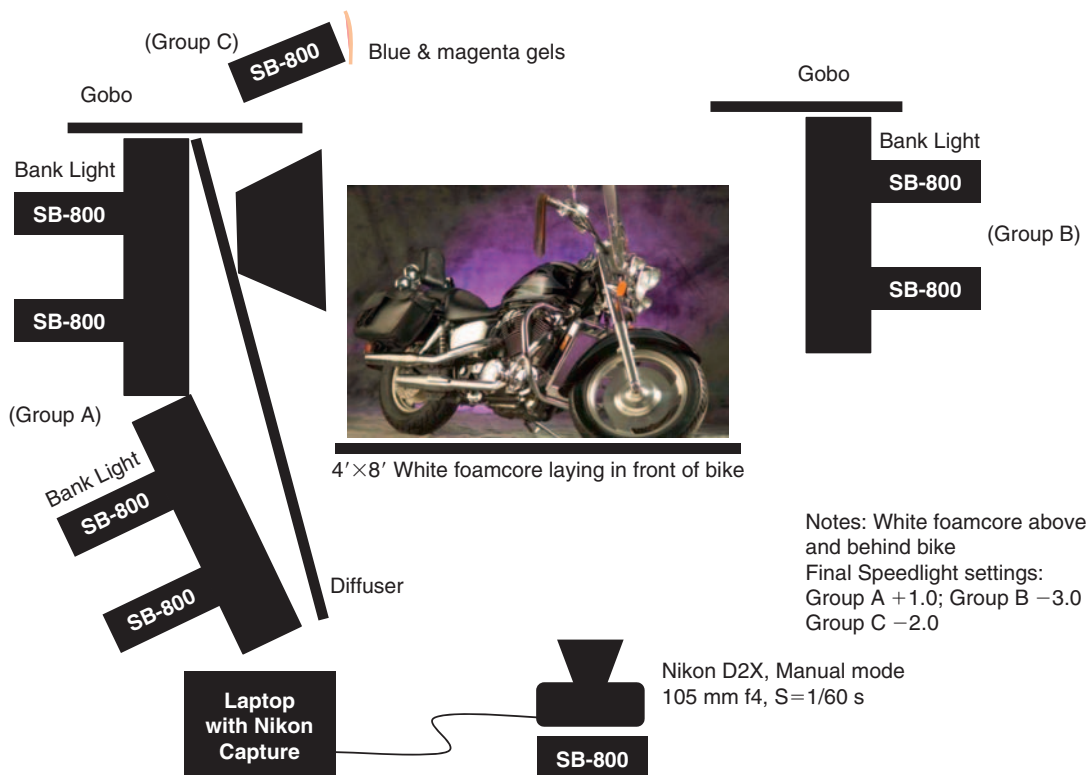 (Group C)
SB-800
Blue & magenta gels
Gobo
Gobo
Bank Light
SB-800
SB-800
(Group A)
Bank Light
SB-800
(Group B)
SB-800
4′×8′ White foamcore laying in front of bike
Bank Light
SB-800
SB-800
Diffuser
Notes: White foamcore above
and behind bike
Final Speedlight settings:
Group A +1.0; Group B −3.0
Group C −2.0
Laptop
with Nikon
Capture
Nikon D2X, Manual mode
105 mm f4, S=1/60 s
SB-800